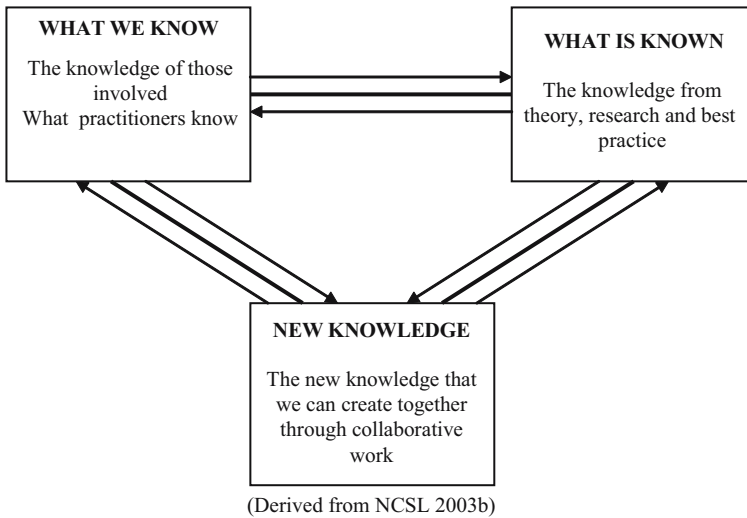 WHAT WE KNOW
The knowledge of those
involved
What practitioners know
WHAT IS KNOWN
The knowledge from
theory, research and best
practice
NEW KNOWLEDGE
The new knowledge that
we can create together
through collaborative
work
(Derived from NCSL 2003b)